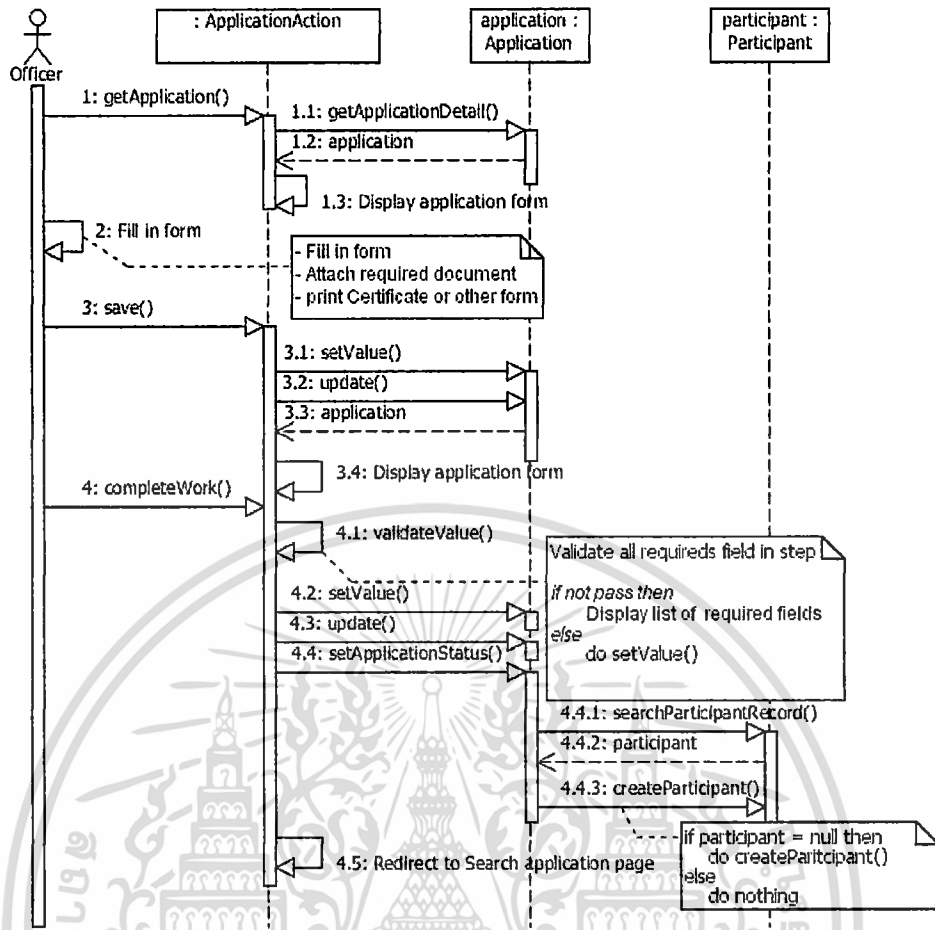 : ApplicationAction
application :
Application
participant :
Participant
Officer
1: getApplication()
1.1: getApplicationDetail()
1.2: application
1.3: Display application form
2: Fill in form
- Fill in form
- Attach required document
- print Certificate or other form
3: save()
3.1: setValue()
3.2: update()
3.3: application
3.4: Display application form
4: completeWork()
4.1: validateValue()
Validate all requireds field in step
if not pass then
Display list of required fields
else
do setValue()
4.2: setValue()
4.3: update()
4.4: setApplicationStatus()
4.4.1: searchParticipantRecord()
4.4.2: participant
4.4.3: createParticipant()
if participant = null then
do createParitcipant()
else
do nothing
4.5: Redirect to Search application page